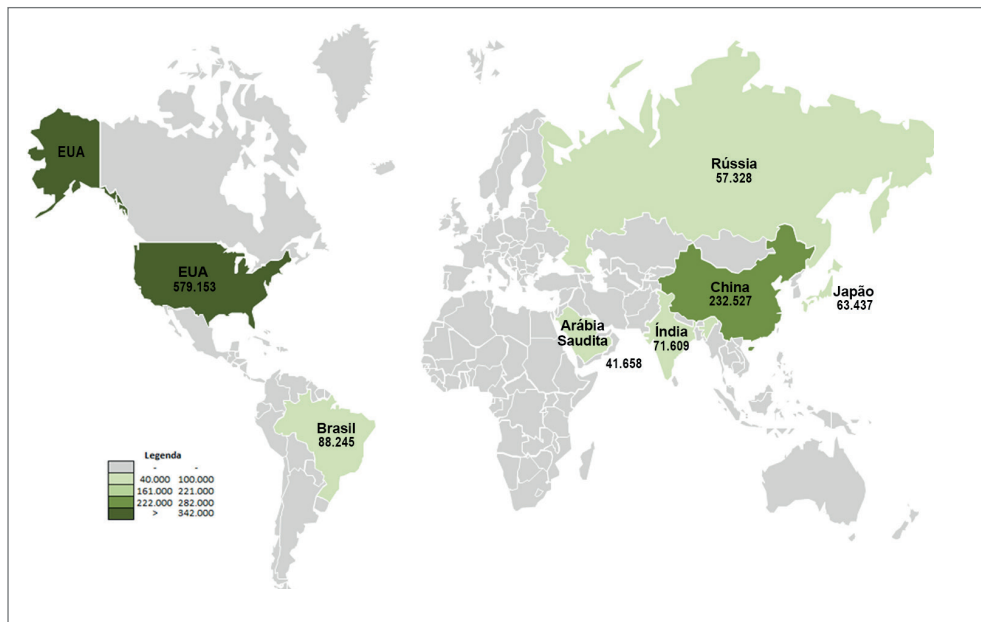 EUA
EUA
579.153
Rússia
57.328
China
232.527
Japão
63.437
Arábia
Saudita
41.658
Índia
71.609
Brasil
88.245
Legenda
- -
40.000 100.000
161.000 221.000
222.000 282.000
> 342.000